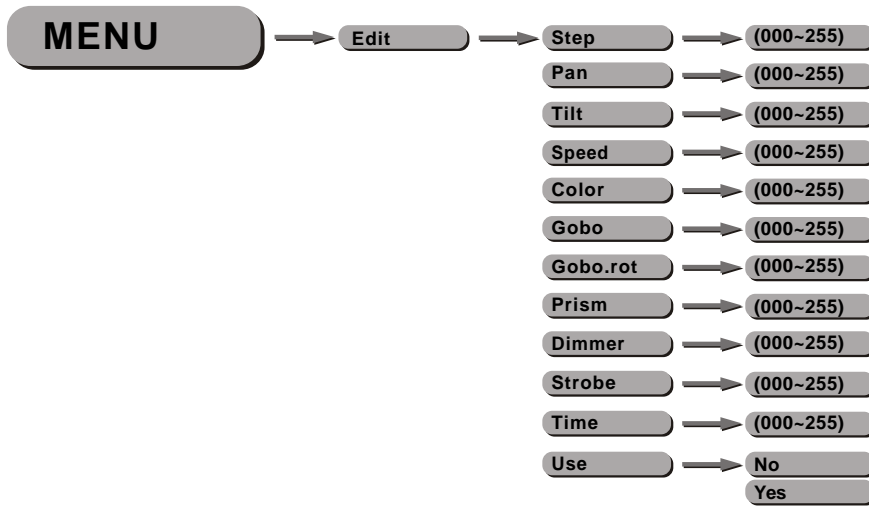 MENU Edit Step (000~255)
Pan (000~255)
Tilt (000~255)
Speed (000~255)
Color (000~255)
Gobo (000~255)
Gobo.rot (000~255)
Prism (000~255)
Dimmer (000~255)
Strobe (000~255)
Time (000~255)
Use No
Yes